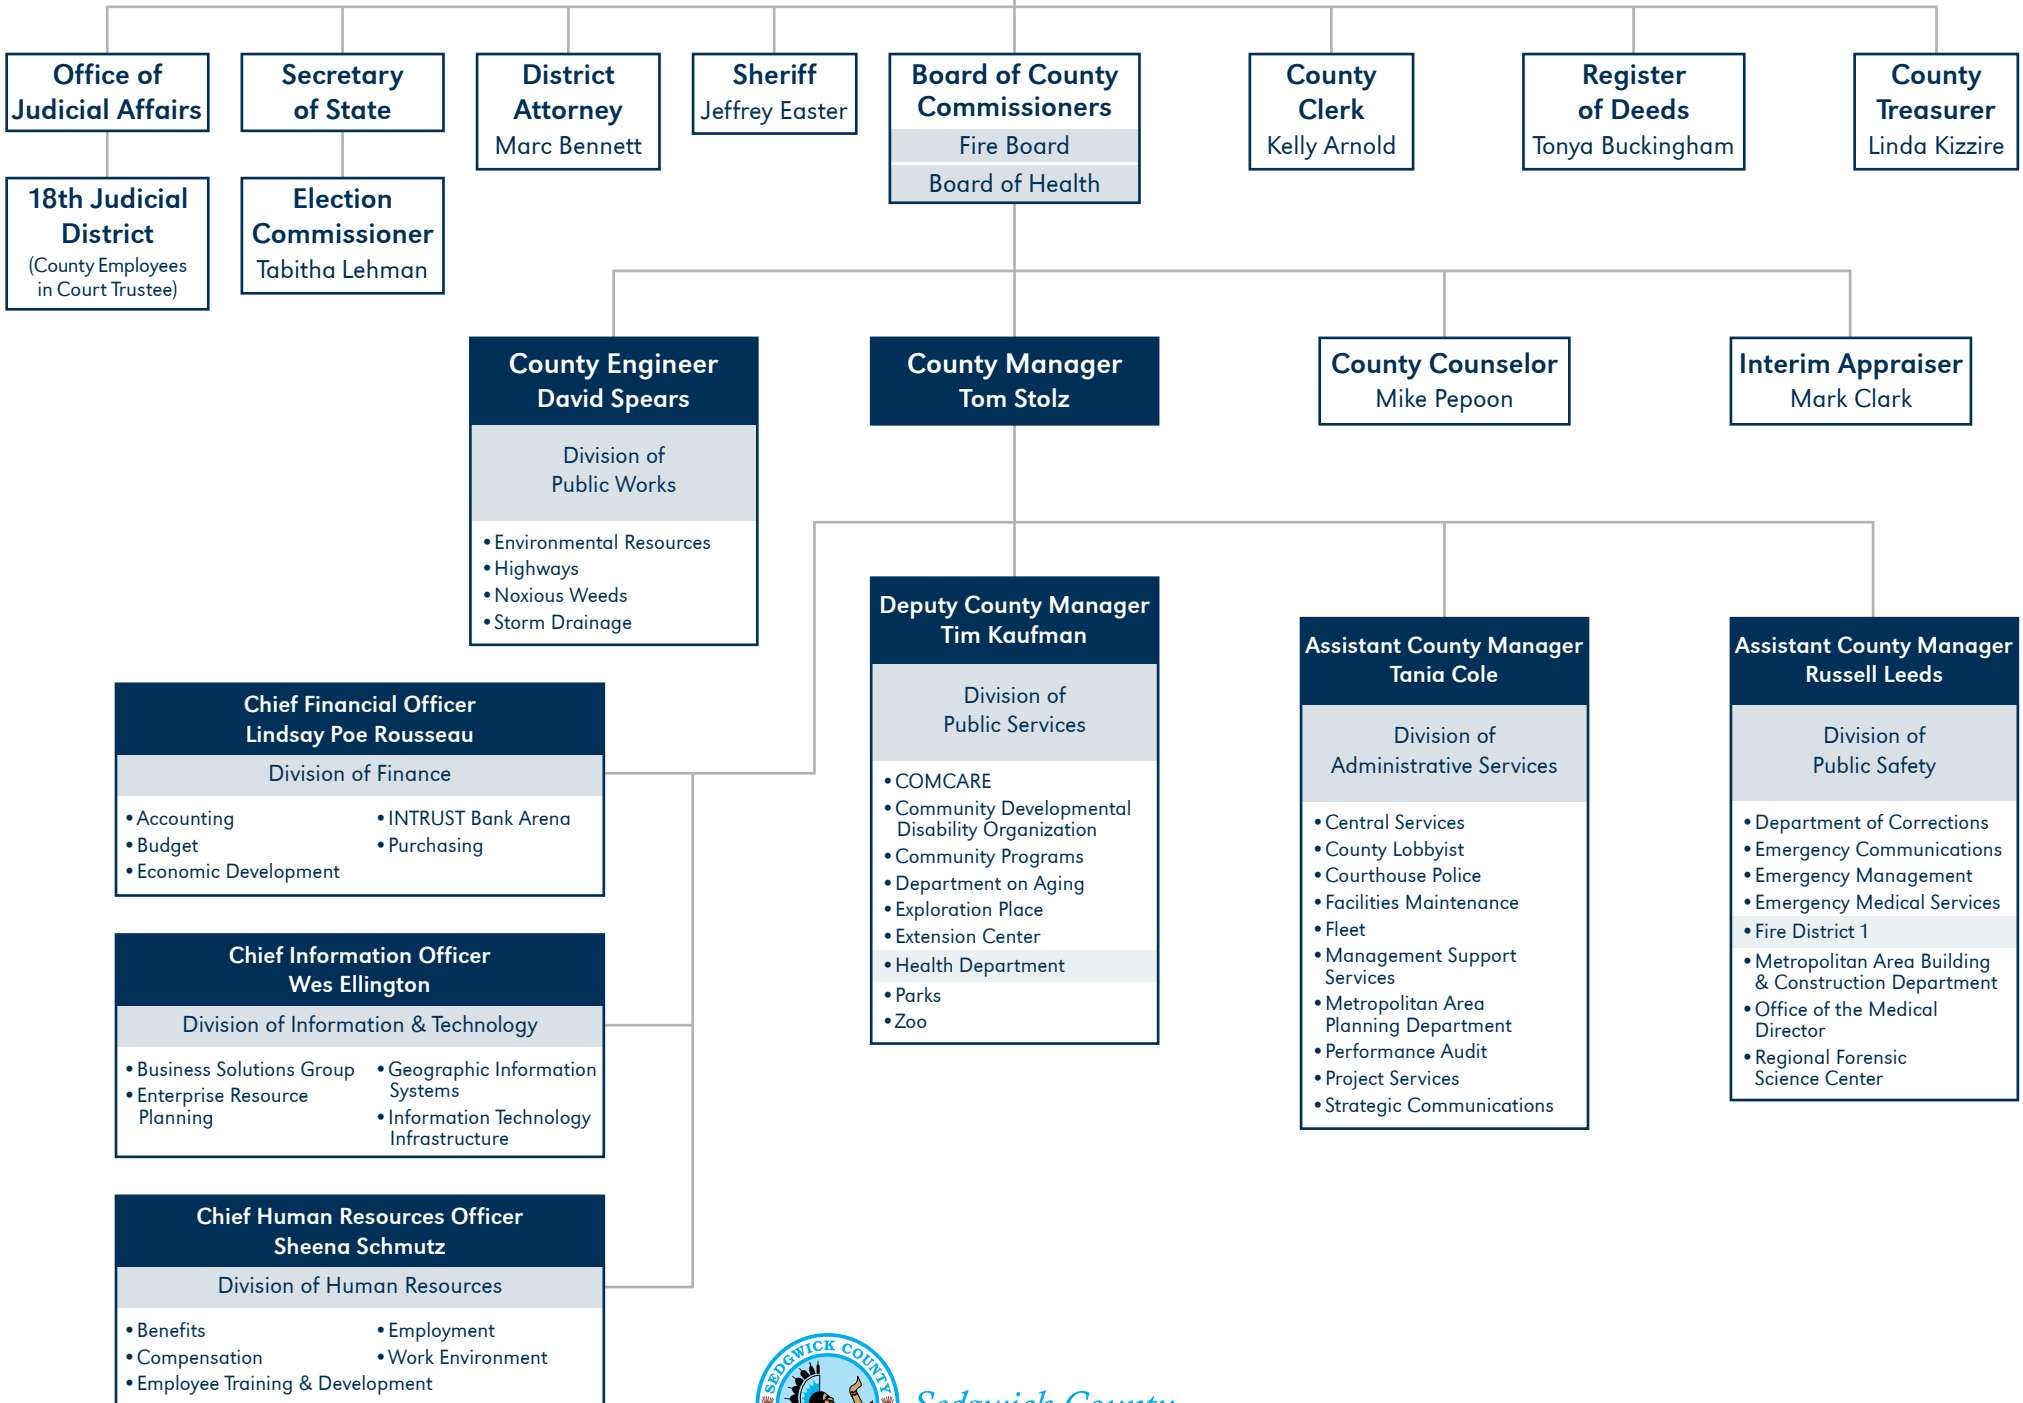 Office of
Judicial Affairs
Secretary
of State
District
Attorney
Marc Bennett
Sheriff
Jeffrey Easter
Board of County
Commissioners
Fire Board
Board of Health
County
Clerk
Kelly Arnold
Register
of Deeds
Tonya Buckingham
County
Treasurer
Linda Kizzire
18th Judicial
District
(County Employees
in Court Trustee)
Election
Commissioner
Tabitha Lehman
County Engineer
David Spears
Division of
Public Works
• Environmental Resources
• Highways
• Noxious Weeds
• Storm Drainage
County Manager
Tom Stolz
County Counselor
Mike Pepoon
Interim Appraiser
Mark Clark
Chief Financial Officer
Lindsay Poe Rousseau
Division of Finance
• Accounting
• Budget
• Economic Development
• INTRUST Bank Arena
• Purchasing
Chief Information Officer
Wes Ellington
Division of Information & Technology
• Business Solutions Group
• Enterprise Resource
Planning
• Geographic Information
Systems
• Information Technology
Infrastructure
Chief Human Resources Officer
Sheena Schmutz
Division of Human Resources
• Benefits
• Compensation
• Employee Training & Development
• Employment
• Work Environment
Deputy County Manager
Tim Kaufman
Division of
Public Services
• COMCARE
• Community Developmental
Disability Organization
• Community Programs
• Department on Aging
• Exploration Place
• Extension Center
• Health Department
• Parks
• Zoo
Assistant County Manager
Tania Cole
Division of
Administrative Services
• Central Services
• County Lobbyist
• Courthouse Police
• Facilities Maintenance
• Fleet
• Management Support
Services
• Metropolitan Area
Planning Department
• Performance Audit
• Project Services
• Strategic Communications
Assistant County Manager
Russell Leeds
Division of
Public Safety
• Department of Corrections
• Emergency Communications
• Emergency Management
• Emergency Medical Services
• Fire District 1
• Metropolitan Area Building
& Construction Department
• Office of the Medical
Director
• Regional Forensic
Science Center
SEDGWICK COUNTY
Sedgwick County